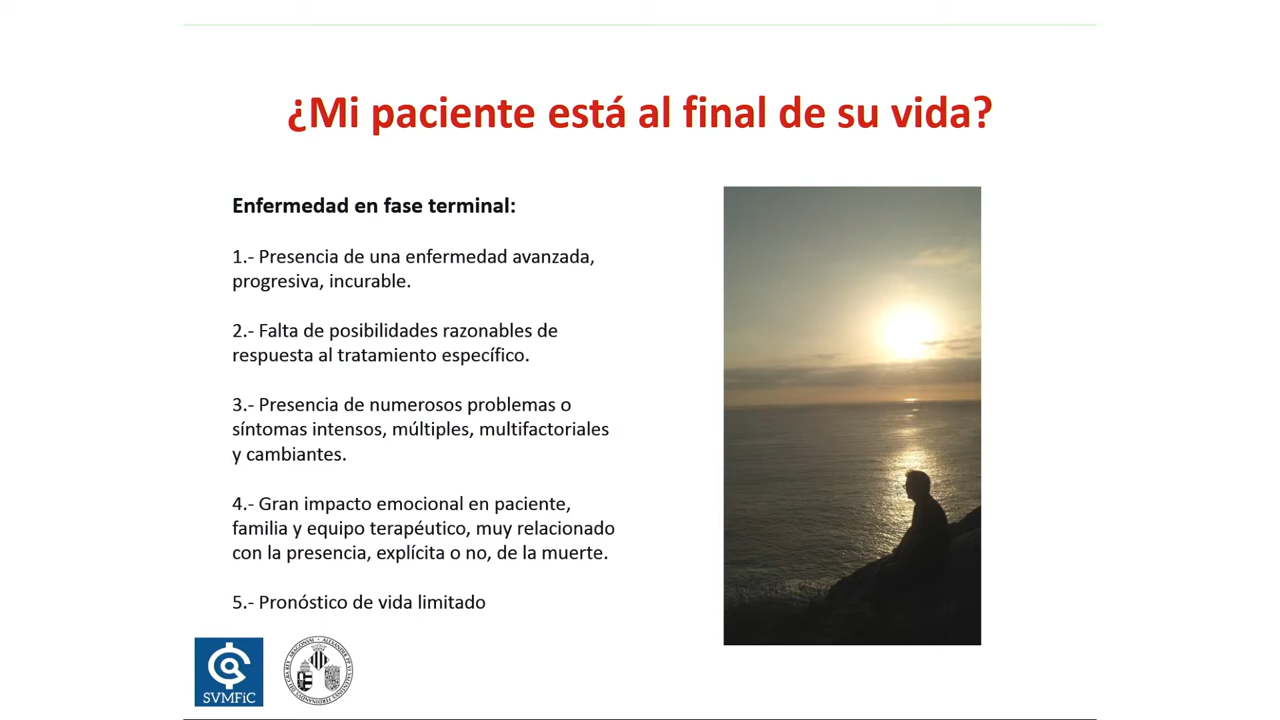 ¿Mi paciente está al final de su vida?
Enfermedad en fase terminal:
1.- Presencia de una enfermedad avanzada,
progresiva, incurable.
2.- Falta de posibilidades razonables de
respuesta al tratamiento específico.
3.- Presencia de numerosos problemas o
síntomas intensos, múltiples, multifactoriales
y cambiantes.
4.- Gran impacto emocional en paciente,
familia y equipo terapéutico, muy relacionado
con la presencia, explícita o no, de la muerte.
5.- Pronóstico de vida limitado
SVMFiC